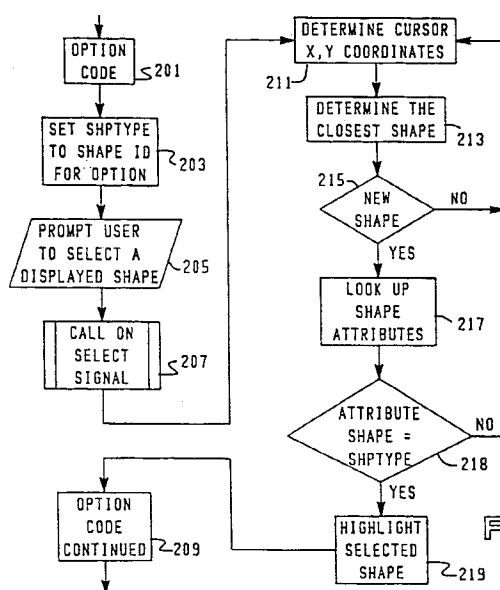 OPTION
CODE
201
SET SHPTYPE
TO SHAPE ID
FOR OPTION
203
PROMPT USER
TO SELECT A
DISPLAYED SHAPE
205
CALL ON
SELECT
SIGNAL
207
OPTION
CODE
CONTINUED
209
DETERMINE CURSOR
X,Y COORDINATES
211
DETERMINE THE
CLOSEST SHAPE
213
215
NEW
SHAPE
NO
YES
LOOK UP
SHAPE
ATTRIBUTES
217
ATTRIBUTE
SHAPE =
SHPTYPE
NO
218
YES
HIGHLIGHT
SELECTED
SHAPE
219
F